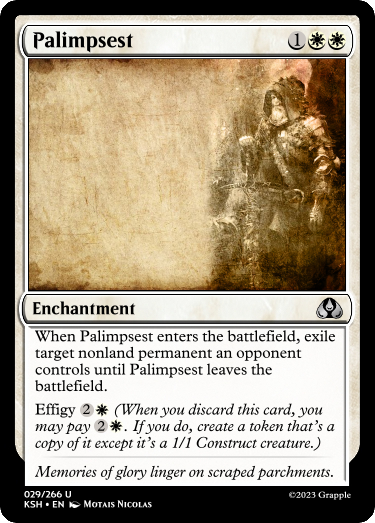 Palimpsest 1
Enchantment
When Palimpsest enters the battlefield, exile
target nonland permanent an opponent
controls until Palimpsest leaves the
battlefield.
Effigy 2 (When you discard this card, you
may pay 2. If you do, create a token that's a
copy of it except it's a 1/1 Construct creature.)
Memories of glory linger on scraped parchments.
029/266 U
KSH • EN Motais Nicolas
©2023 Grapple